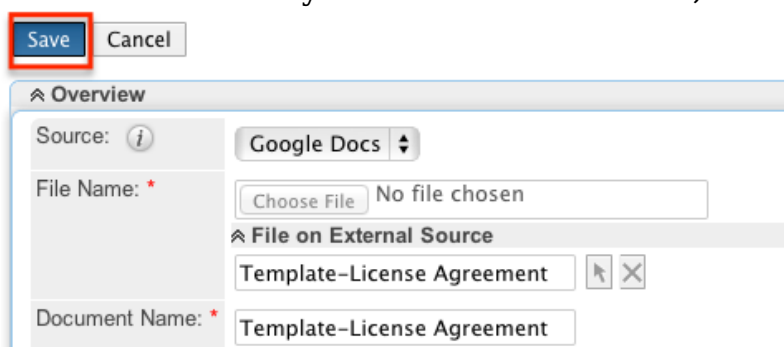 Save Cancel
Overview
Source: i Google Docs
File Name: * Choose File No file chosen
File on External Source
Template-License Agreement
Document Name: * Template-License Agreement